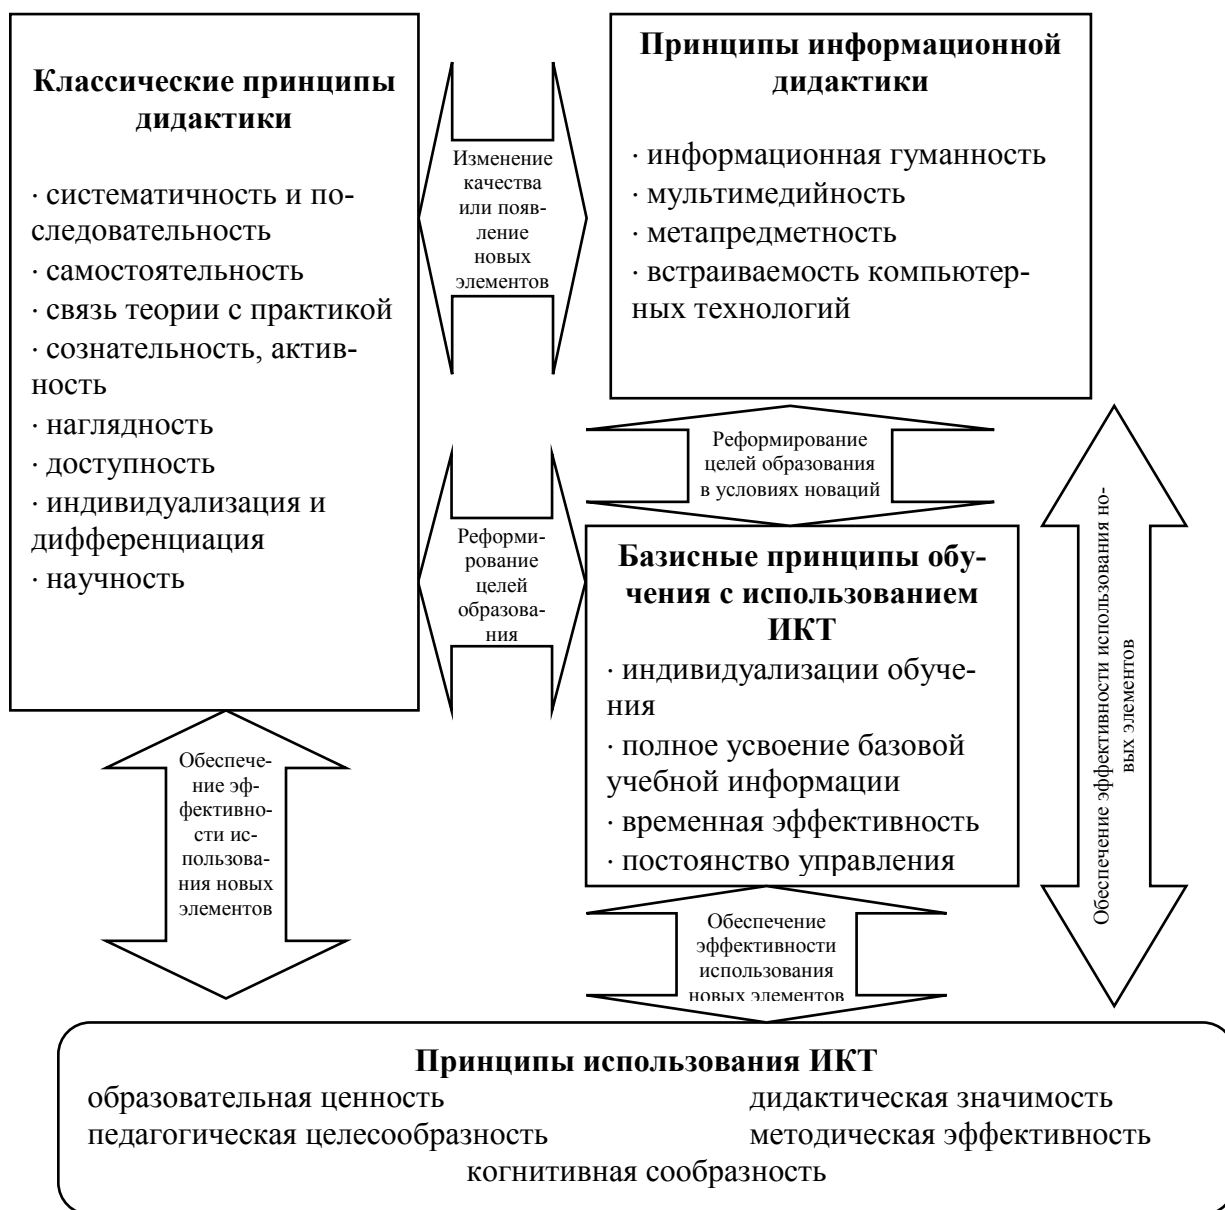 Классические принципы
дидактики
· систематичность и по-
следовательность
· самостоятельность
· связь теории с практикой
· сознательность, актив-
ность
· наглядность
· доступность
· индивидуализация и
дифференциация
· научность
Изменение
качества
или появ-
ление
новых
элементов
Принципы информационной
дидактики
· информационная гуманность
· мультимедийность
· метапредметность
· встраиваемость компьютер-
ных технологий
Реформи-
рование
целей
образова-
ния
Реформирование
целей образования
в условиях новаций
Базисные принципы обу-
чения с использованием
ИКТ
· индивидуализации обуче-
ния
· полное усвоение базовой
учебной информации
· временная эффективность
· постоянство управления
Обеспечение эффективности использования но-
вых элементов
Обеспече-
ние эф-
фективно-
сти ис-
пользова-
ния новых
элементов
Обеспечение
эффективности
использования
новых элементов
Принципы использования ИКТ
образовательная ценность дидактическая значимость
педагогическая целесообразность методическая эффективность
когнитивная сообразность